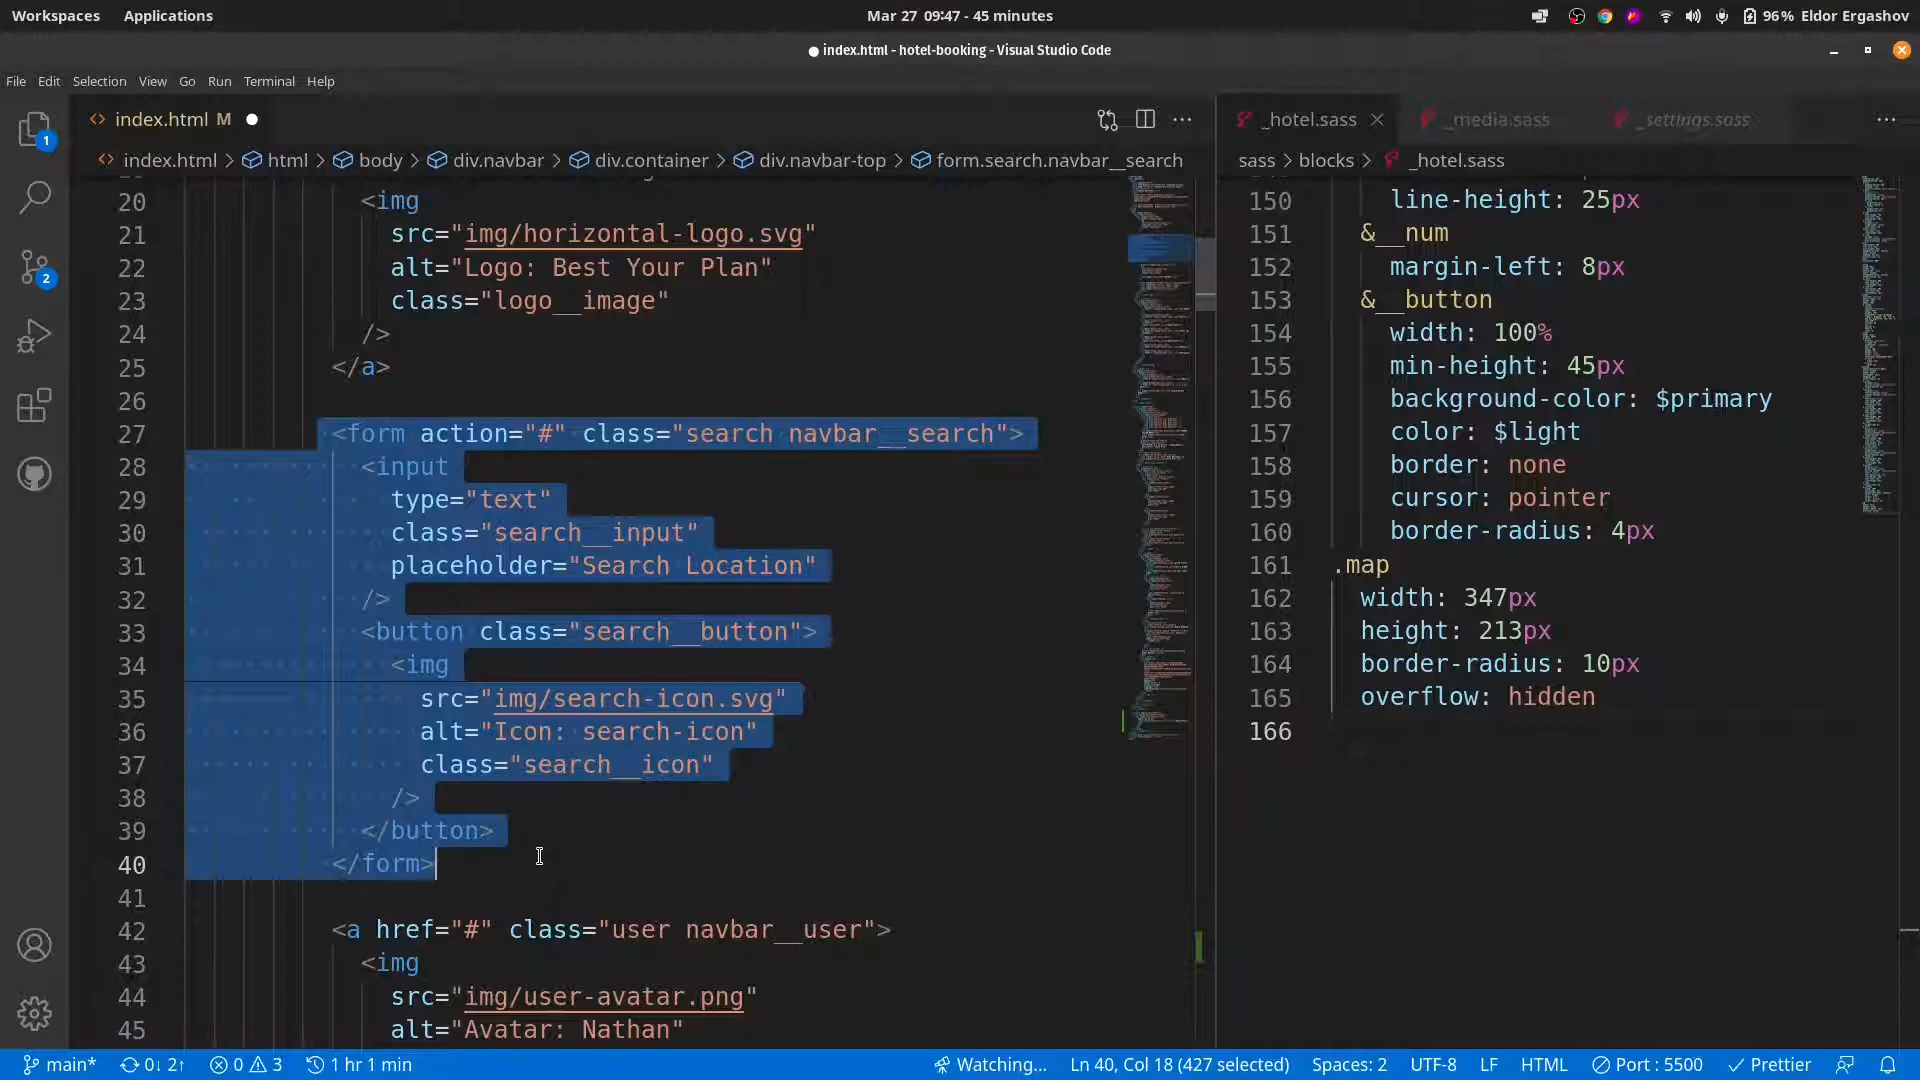 Workspaces Applications Mar 27 09:47 - 45 minutes 96% Eldor Ergashov
● index.html - hotel-booking - Visual Studio Code
File Edit Selection View Go Run Terminal Help
index.html M
index.html > html > body > div.navbar > div.container > div.navbar-top > form.search.navbar__search
20 <img
21 src="img/horizontal-logo.svg"
22 alt="Logo: Best Your Plan"
23 class="logo__image"
24 />
25 </a>
26
27 <form action="#" class="search navbar__search">
28 <input
29 type="text"
30 class="search__input"
31 placeholder="Search Location"
32 />
33 <button class="search__button">
34 <img
35 src="img/search-icon.svg"
36 alt="Icon: search-icon"
37 class="search__icon"
38 />
39 </button>
40 </form>
41
42 <a href="#" class="user navbar__user">
43 <img
44 src="img/user-avatar.png"
45 alt="Avatar: Nathan"
_hotel.sass _media.sass _settings.sass
sass > blocks > _hotel.sass
150 line-height: 25px
151 &__num
152 margin-left: 8px
153 &__button
154 width: 100%
155 min-height: 45px
156 background-color: $primary
157 color: $light
158 border: none
159 cursor: pointer
160 border-radius: 4px
161 .map
162 width: 347px
163 height: 213px
164 border-radius: 10px
165 overflow: hidden
166
1
2
main* 0↓ 2↑ 0 3 1 hr 1 min Watching... Ln 40, Col 18 (427 selected) Spaces: 2 UTF-8 LF HTML Port : 5500 Prettier